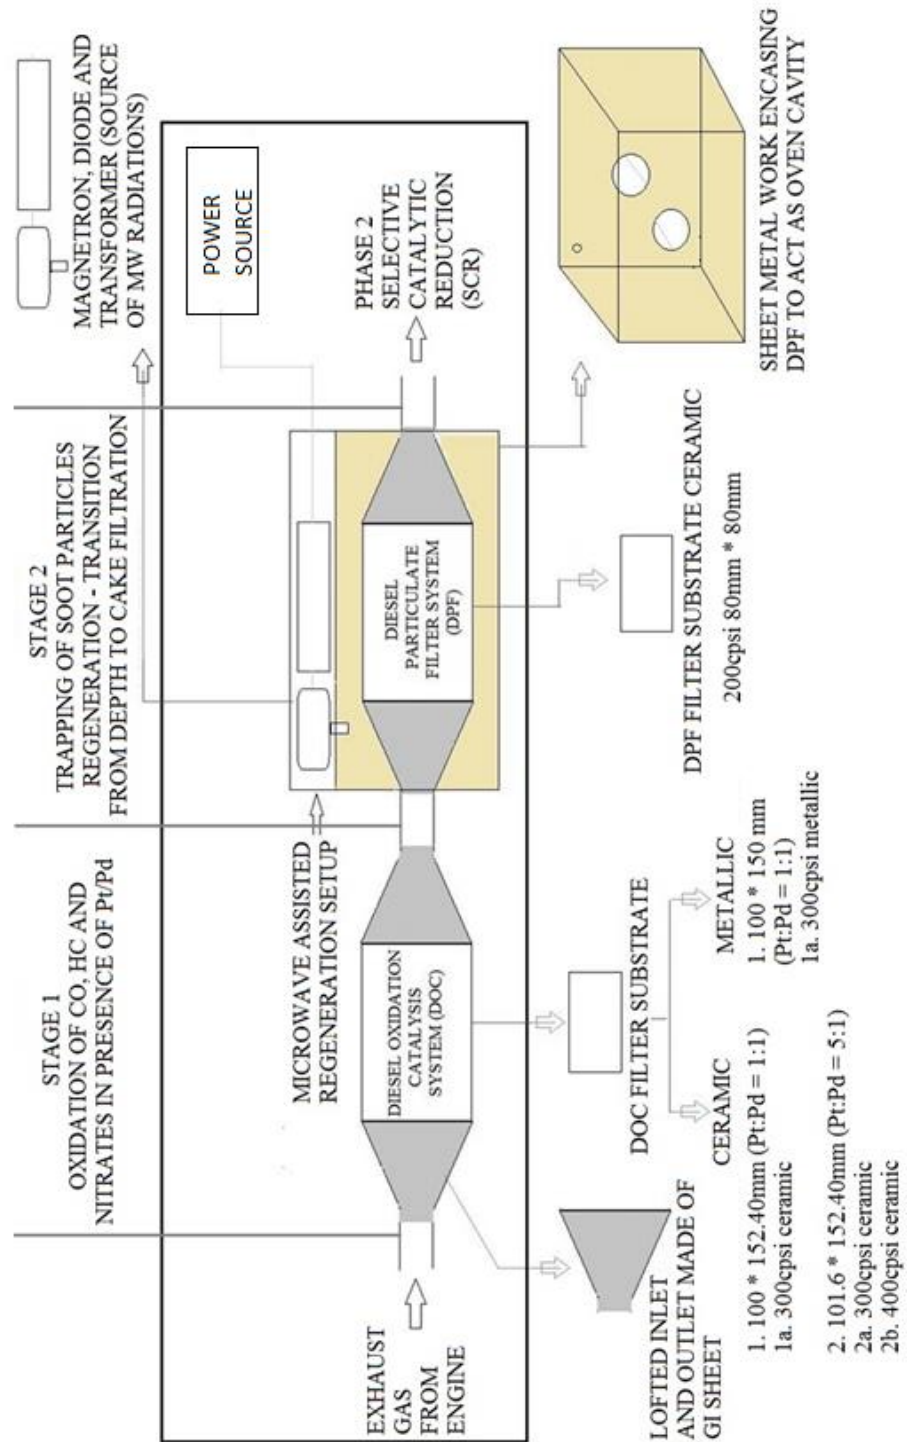 STAGE 1
OXIDATION OF CO, HC AND
NITRATES IN PRESENCE OF Pt/Pd
STAGE 2
TRAPPING OF SOOT PARTICLES
REGENERATION - TRANSITION
FROM DEPTH TO CAKE FILTRATION
MAGNETRON, DIODE AND
TRANSFORMER (SOURCE
OF MW RADIATIONS)
MICROWAVE ASSISTED
REGENERATION SETUP
POWER
SOURCE
EXHAUST
GAS
FROM
ENGINE
DIESEL OXIDATION
CATALYSIS
SYSTEM (DOC)
DIESEL
PARTICULATE
FILTER SYSTEM
(DPF)
PHASE 2
SELECTIVE
CATALYTIC
REDUCTION
(SCR)
LOFTED INLET
AND OUTLET MADE OF
GI SHEET
DOC FILTER SUBSTRATE
CERAMIC
1. 100 * 152.40mm (Pt:Pd = 1:1)
1a. 300cpsi ceramic
2. 101.6 * 152.40mm (Pt:Pd = 5:1)
2a. 300cpsi ceramic
2b. 400cpsi ceramic
METALLIC
1. 100 * 150 mm
(Pt:Pd = 1:1)
1a. 300cpsi metallic
DPF FILTER SUBSTRATE CERAMIC
200cpsi 80mm * 80mm
SHEET METAL WORK ENCASING
DPF TO ACT AS OVEN CAVITY